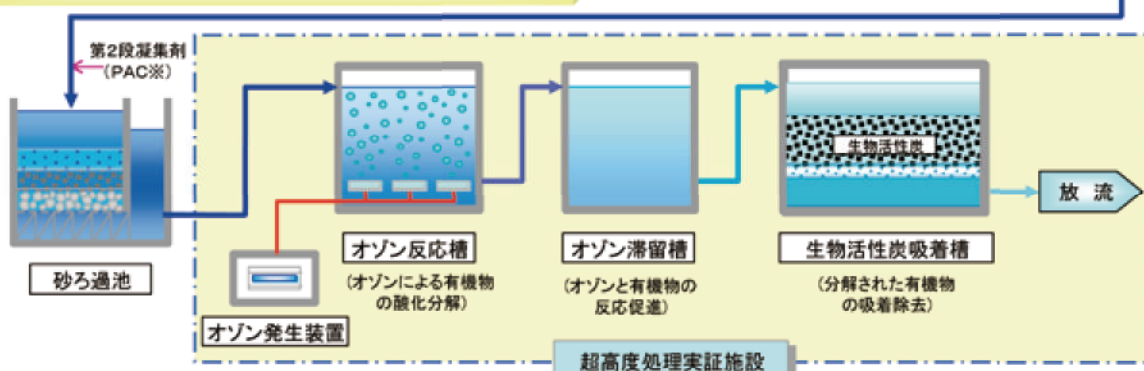 第2段凝集剤
（PAC※）
生物活性炭
放 流
砂ろ過池
オゾン反応槽
（オゾンによる有機物
の酸化分解）
オゾン滞留槽
（オゾンと有機物の
反応促進）
生物活性炭吸着槽
（分解された有機物
の吸着除去）
オゾン発生装置
超高度処理実証施設